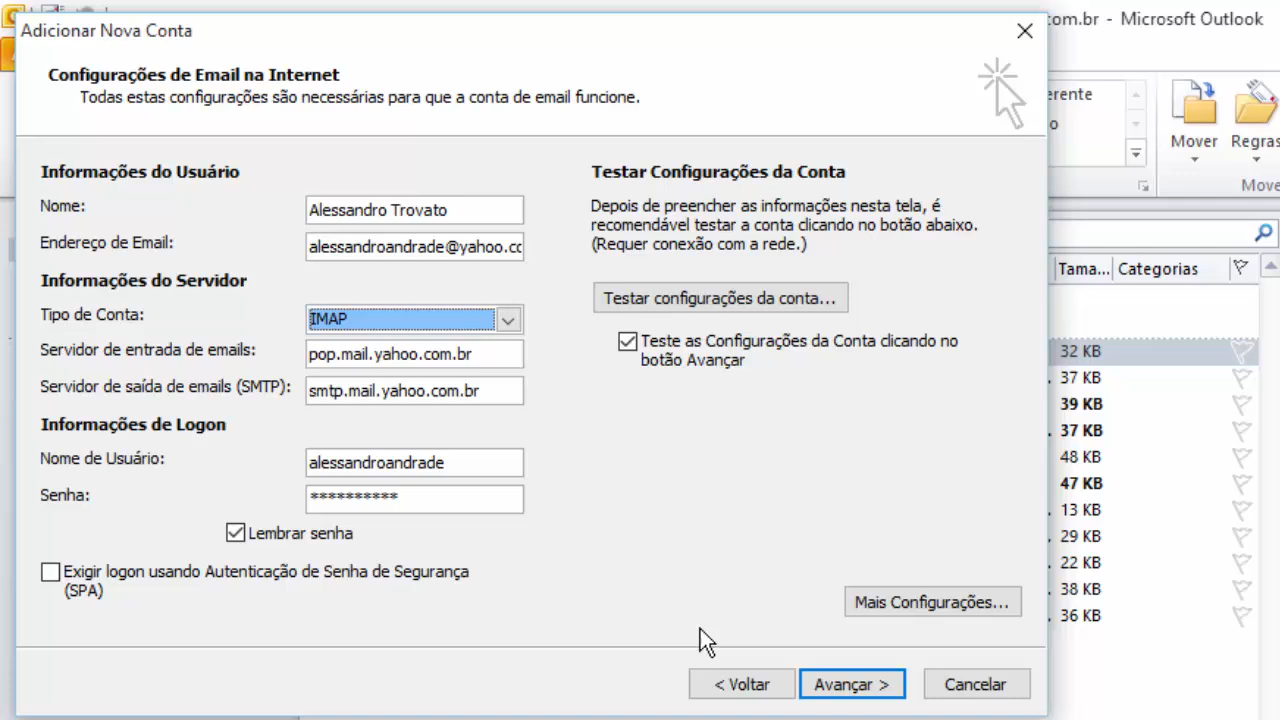 Adicionar Nova Conta
om.br - Microsoft Outlook
Configurações de Email na Internet
Todas estas configurações são necessárias para que a conta de email funcione.
erente
o
Mover
Regras
Move
Informações do Usuário
Nome:
Alessandro Trovato
Endereço de Email:
alessandroandrade@yahoo.cc
Informações do Servidor
Tipo de Conta:
IMAP
Servidor de entrada de emails:
pop.mail.yahoo.com.br
Servidor de saída de emails (SMTP):
smtp.mail.yahoo.com.br
Informações de Logon
Nome de Usuário:
alessandroandrade
Senha:
**********
Lembrar senha
Exigir logon usando Autenticação de Senha de Segurança
(SPA)
Testar Configurações da Conta
Depois de preencher as informações nesta tela, é
recomendável testar a conta clicando no botão abaixo.
(Requer conexão com a rede.)
Testar configurações da conta...
Teste as Configurações da Conta clicando no
botão Avançar
Mais Configurações...
< Voltar
Avançar >
Cancelar
Tama... Categorias
32 KB
37 KB
39 KB
37 KB
48 KB
47 KB
13 KB
29 KB
22 KB
38 KB
36 KB